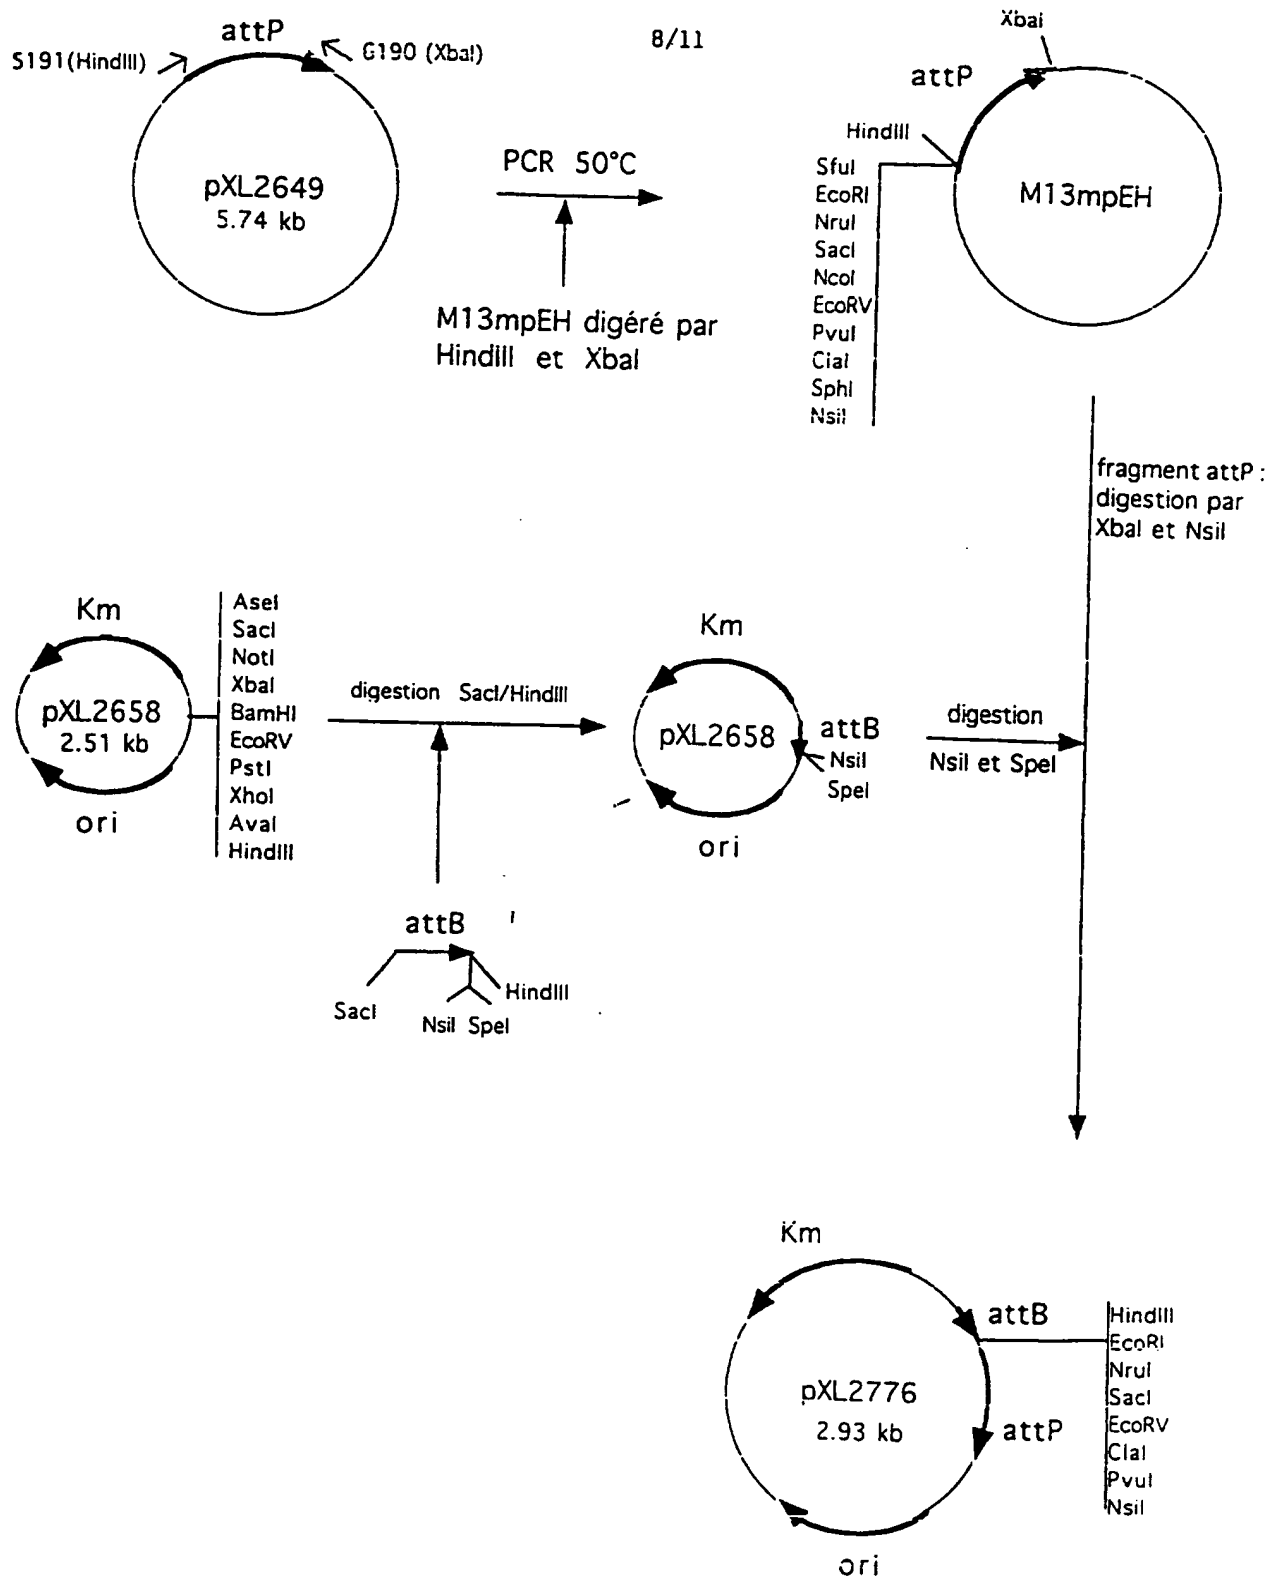 8/11
attP
S191(HindIII)
G190 (XbaI)
pXL2649
5.74 kb
PCR 50°C
M13mpEH digéré par
HindIII et XbaI
XbaI
attP
HindIII
SfuI
EcoRI
NruI
SacI
NcoI
EcoRV
PvuI
ClaI
SphI
NsiI
M13mpEH
fragment attP :
digestion par
XbaI et NsiI
Km
pXL2658
2.51 kb
ori
AseI
SacI
NotI
XbaI
BamHI
EcoRV
PstI
XhoI
AvaI
HindIII
digestion SacI/HindIII
attB
SacI
NsiI SpeI
HindIII
Km
pXL2658
attB
NsiI
SpeI
ori
digestion
NsiI et SpeI
Km
attB
pXL2776
2.93 kb
attP
ori
HindIII
EcoRI
NruI
SacI
EcoRV
ClaI
PvuI
NsiI